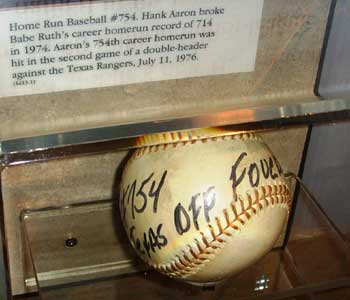 Home Run Baseball #754. Hank Aaron broke
Babe Ruth's career homerun record of 714
in 1974. Aaron's 754th career homerun was
hit in the second game of a double-header
against the Texas Rangers, July 11, 1976.
#754
OFF